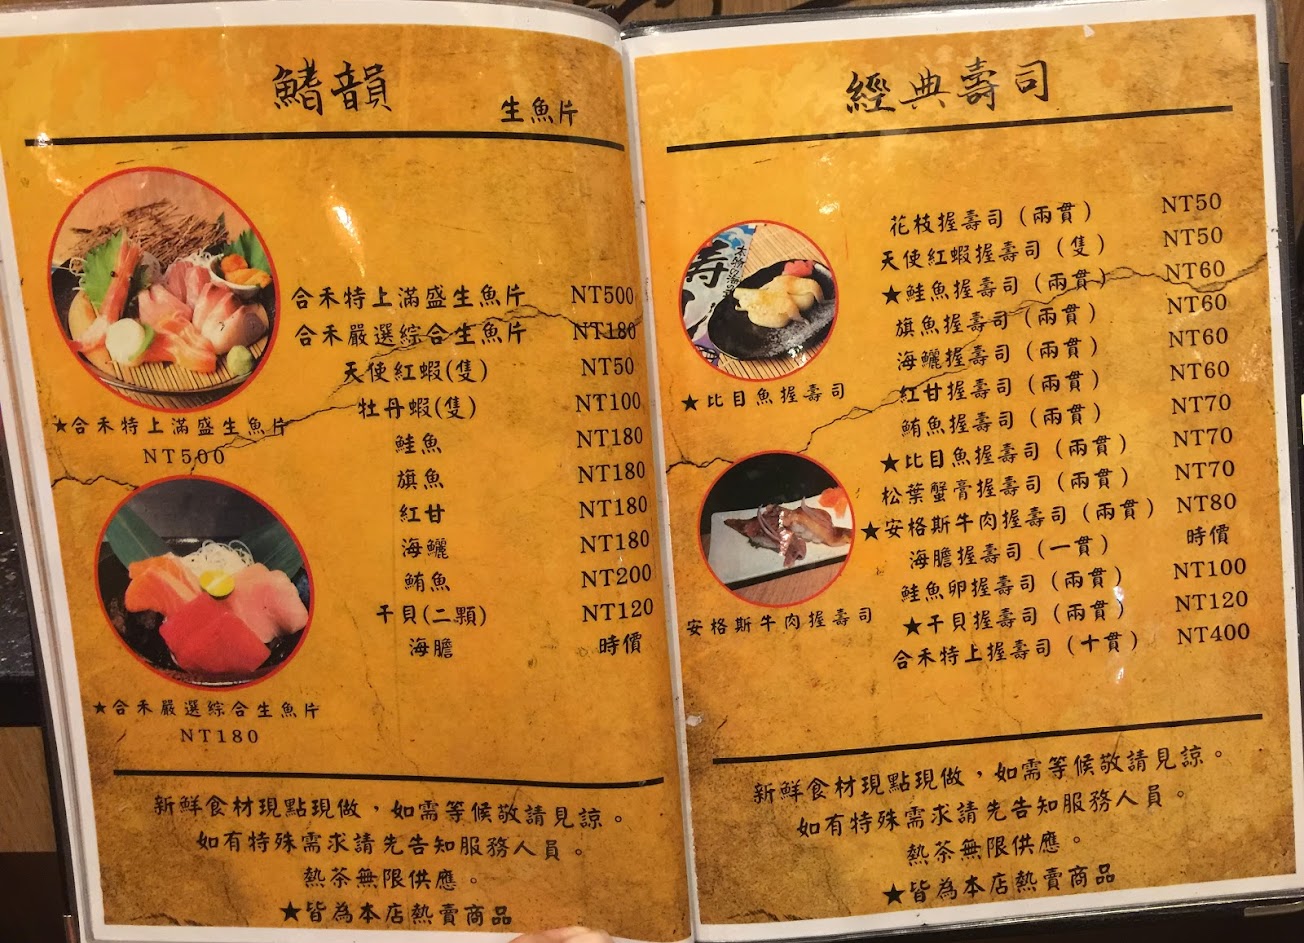 鰭韻
生魚片
合禾特上滿盛生魚片 NT500
合禾嚴選綜合生魚片 NT180
天使紅蝦(隻) NT50
牡丹蝦(隻) NT100
鮭魚 NT180
旗魚 NT180
紅甘 NT180
海鱺 NT180
鮪魚 NT200
干貝(二顆) NT120
海膽 時價
★合禾特上滿盛生魚片
NT500
★合禾嚴選綜合生魚片
NT180
新鮮食材現點現做，如需等候敬請見諒。
如有特殊需求請先告知服務人員。
熱茶無限供應。
★皆為本店熱賣商品
經典壽司
花枝握壽司（兩貫） NT50
天使紅蝦握壽司（隻） NT50
★鮭魚握壽司（兩貫） NT60
旗魚握壽司（兩貫） NT60
海鱺握壽司（兩貫） NT60
紅甘握壽司（兩貫） NT60
鮪魚握壽司（兩貫） NT70
★比目魚握壽司（兩貫） NT70
松葉蟹膏握壽司（兩貫） NT70
★安格斯牛肉握壽司（兩貫） NT80
海膽握壽司（一貫） 時價
鮭魚卵握壽司（兩貫） NT100
★干貝握壽司（兩貫） NT120
合禾特上握壽司（十貫） NT400
★比目魚握壽司
安格斯牛肉握壽司
新鮮食材現點現做，如需等候敬請見諒。
如有特殊需求請先告知服務人員。
熱茶無限供應。
★皆為本店熱賣商品